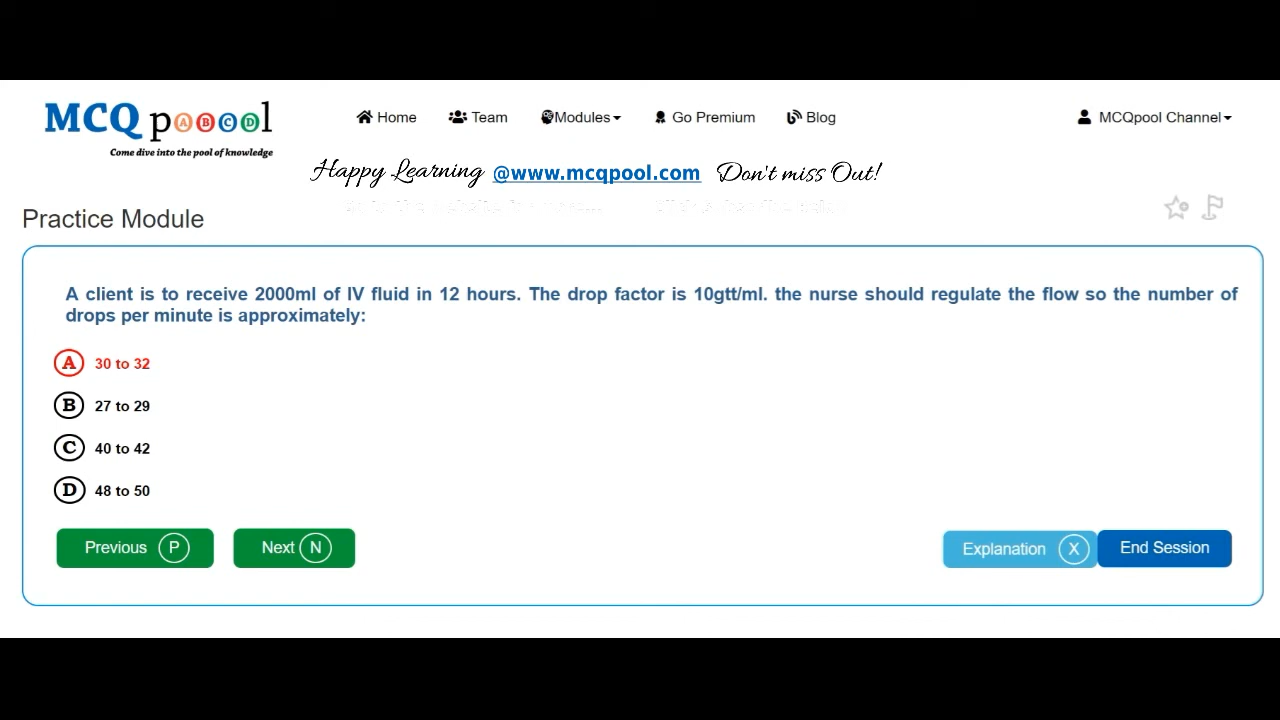 MCQ pooool
Come dive into the pool of knowledge
Home Team Modules Go Premium Blog MCQpool Channel
Happy Learning @www.mcqpool.com Don't miss Out!
Practice Module
A client is to receive 2000ml of IV fluid in 12 hours. The drop factor is 10gtt/ml. the nurse should regulate the flow so the number of
drops per minute is approximately:
A 30 to 32
B 27 to 29
C 40 to 42
D 48 to 50
Previous P Next N Explanation X End Session